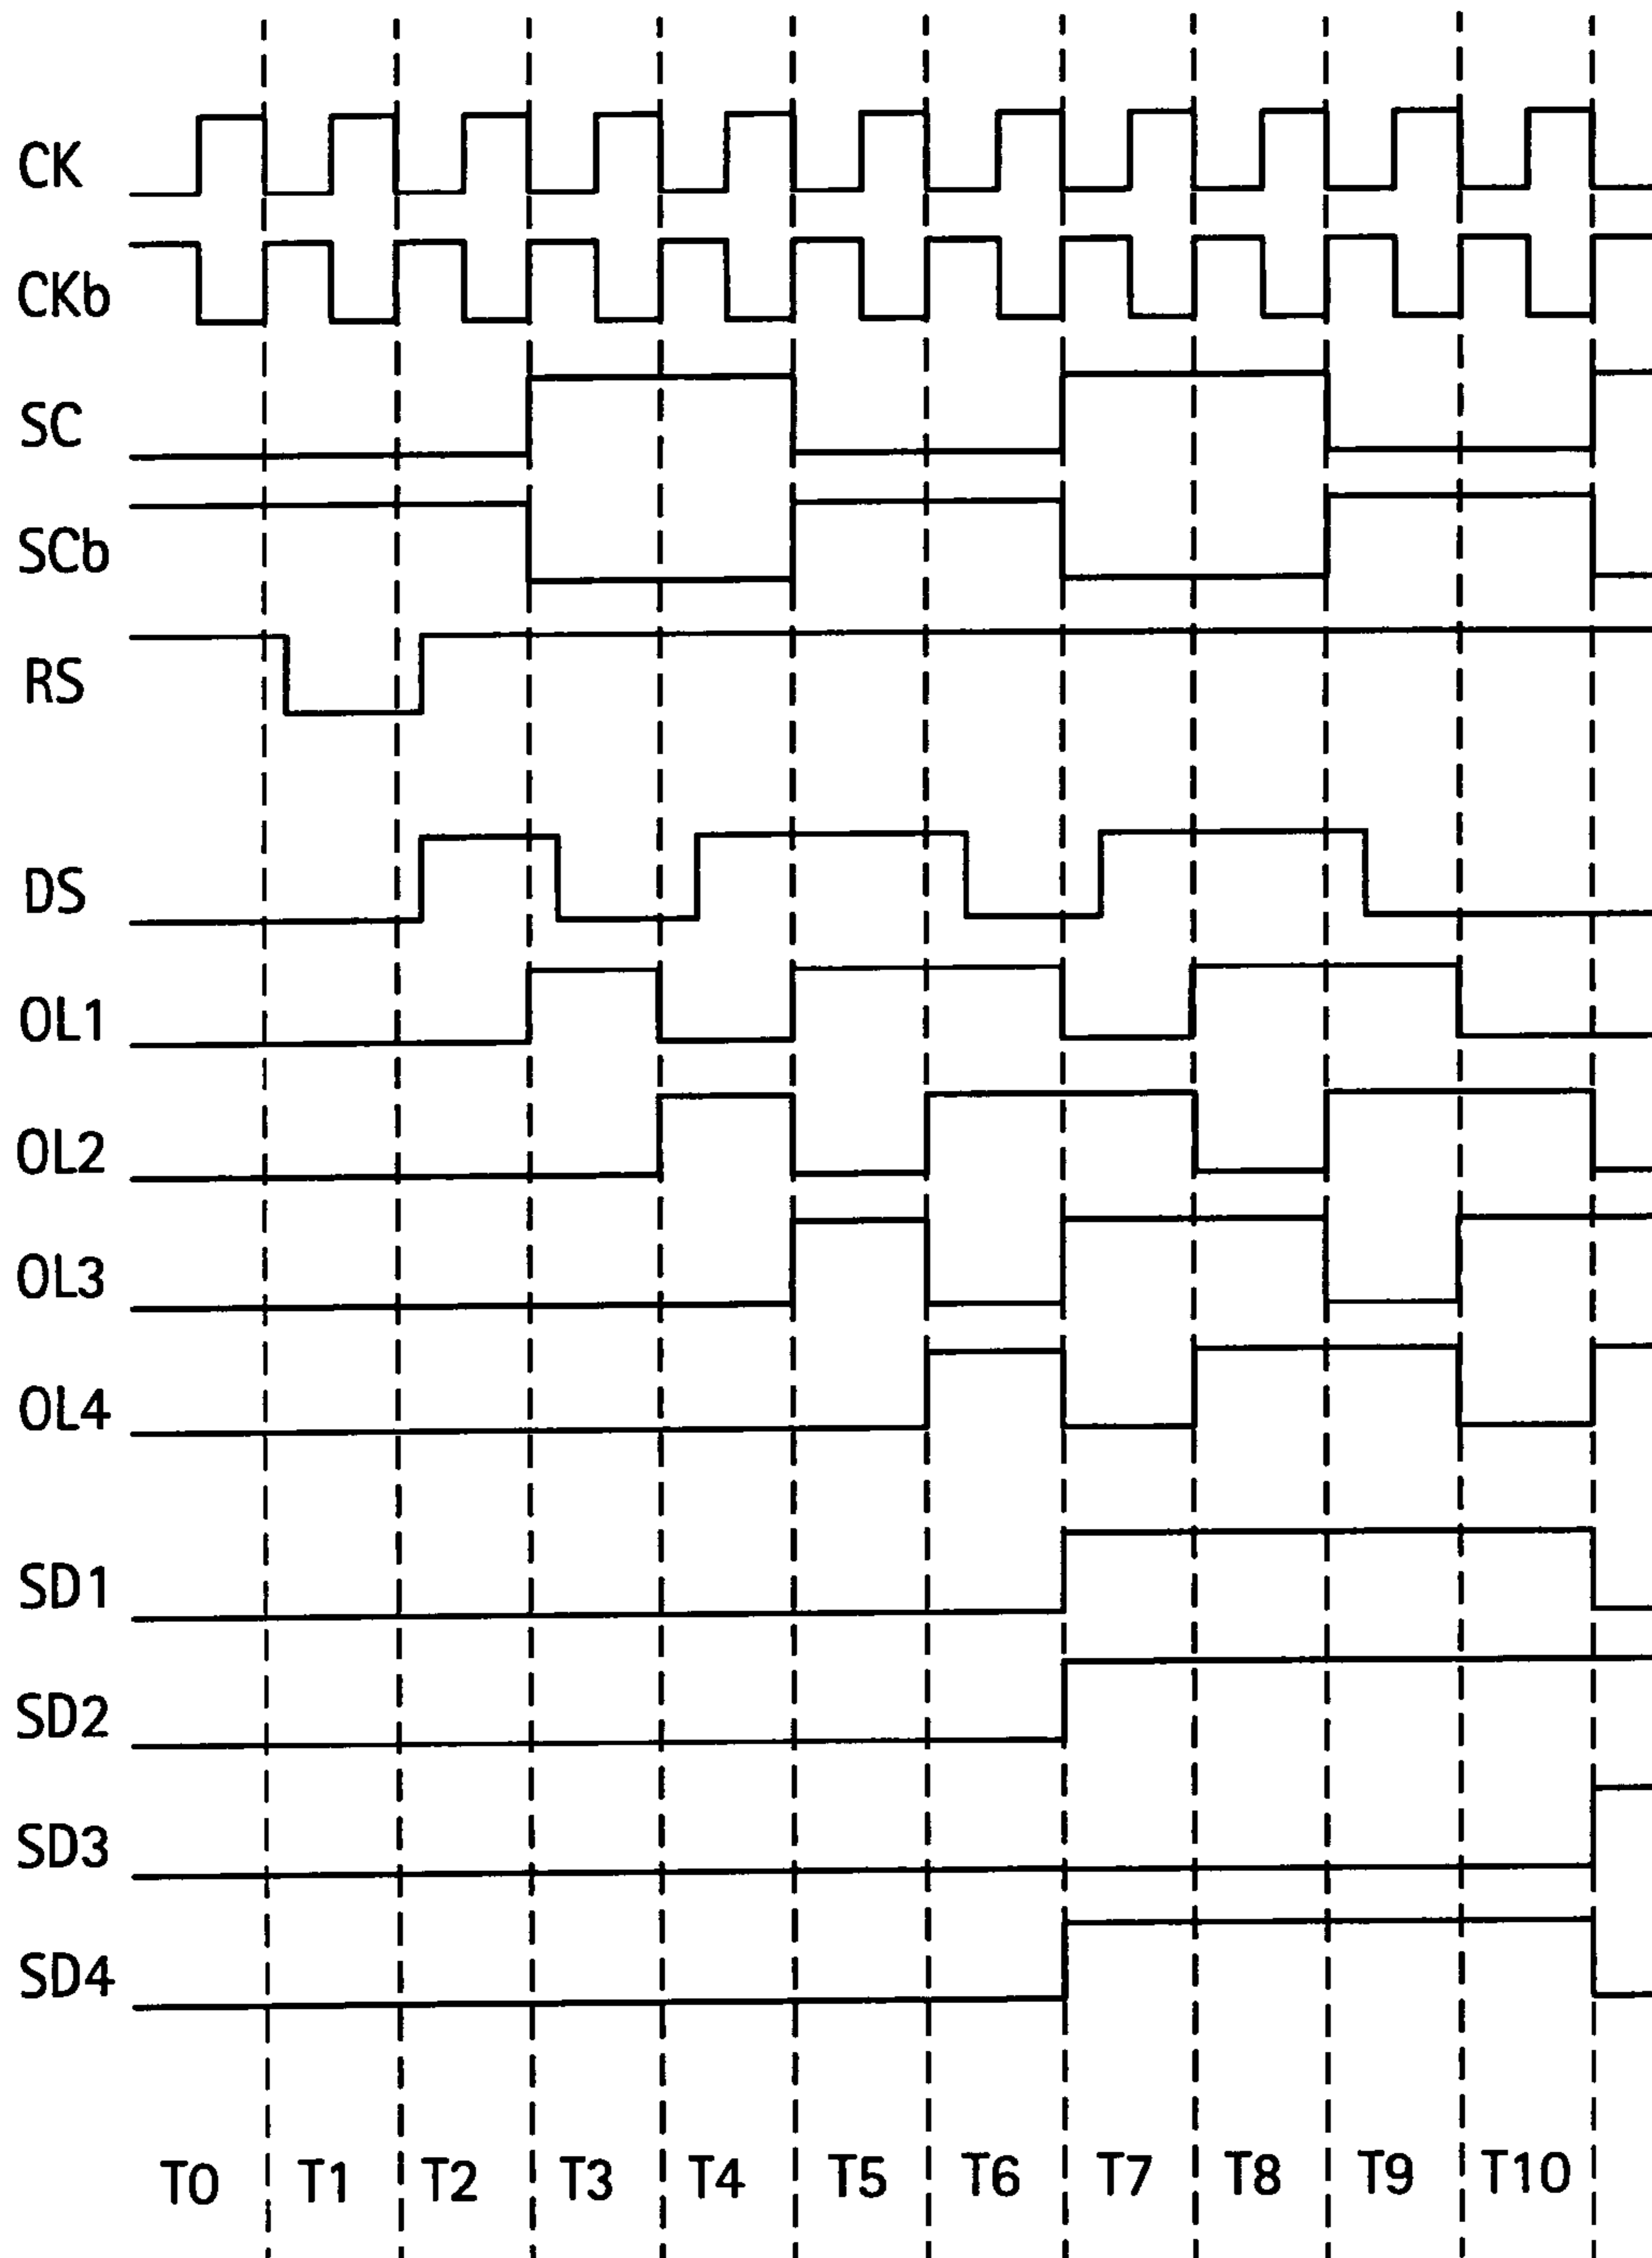 CK
CKb
SC
SCb
RS
DS
OL1
OL2
OL3
OL4
SD1
SD2
SD3
SD4
T0 T1 T2 T3 T4 T5 T6 T7 T8 T9 T10